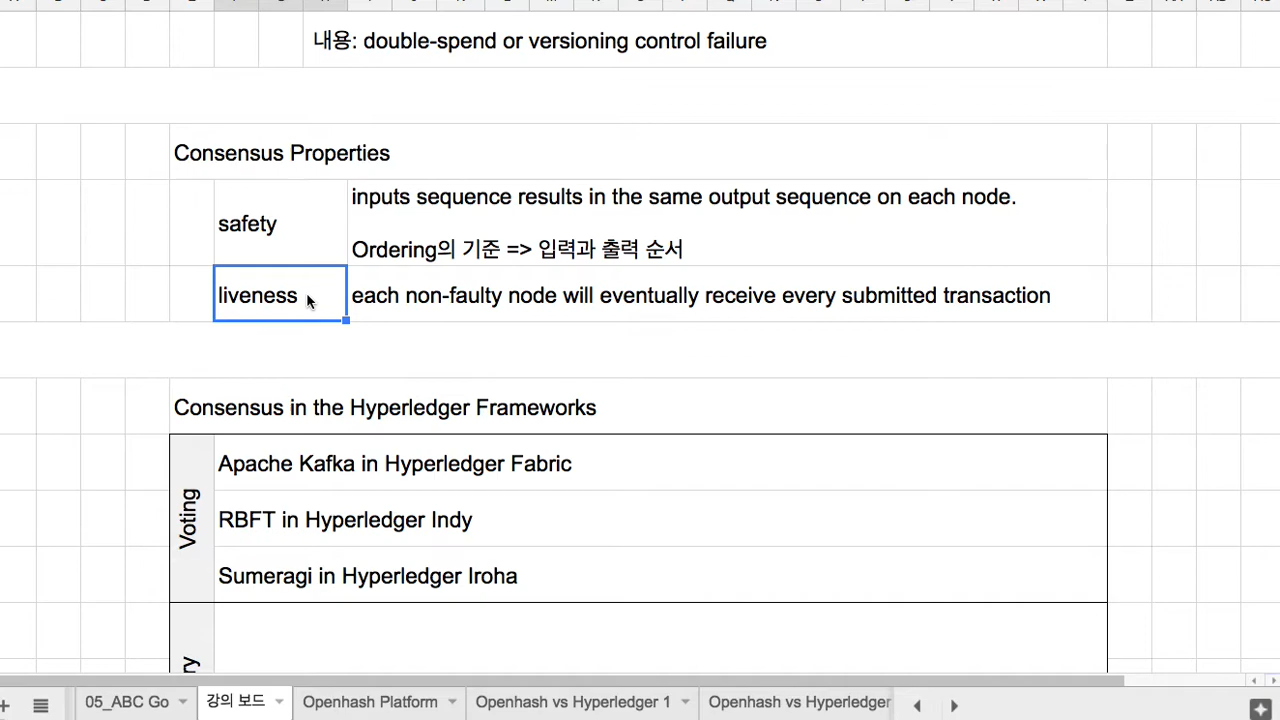 내용: double-spend or versioning control failure
Consensus Properties
safety
inputs sequence results in the same output sequence on each node.
Ordering의 기준 => 입력과 출력 순서
liveness
each non-faulty node will eventually receive every submitted transaction
Consensus in the Hyperledger Frameworks
Voting
Apache Kafka in Hyperledger Fabric
RBFT in Hyperledger Indy
Sumeragi in Hyperledger Iroha
ry
05_ABC Go
강의 보드
Openhash Platform
Openhash vs Hyperledger 1
Openhash vs Hyperledger